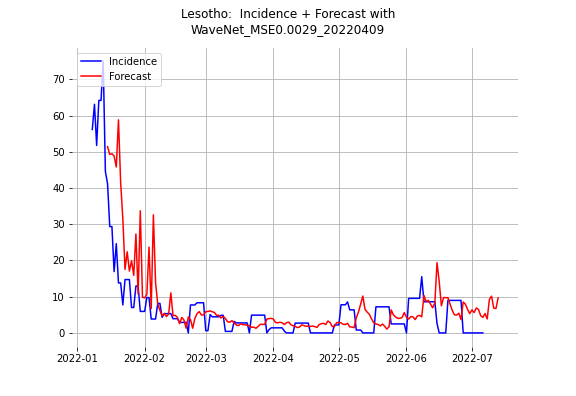 Lesotho:  Incidence + Forecast with
WaveNet_MSE0.0029_20220409
Incidence
Forecast
70
60
50
40
30
20
10
0
2022-01 2022-02 2022-03 2022-04 2022-05 2022-06 2022-07